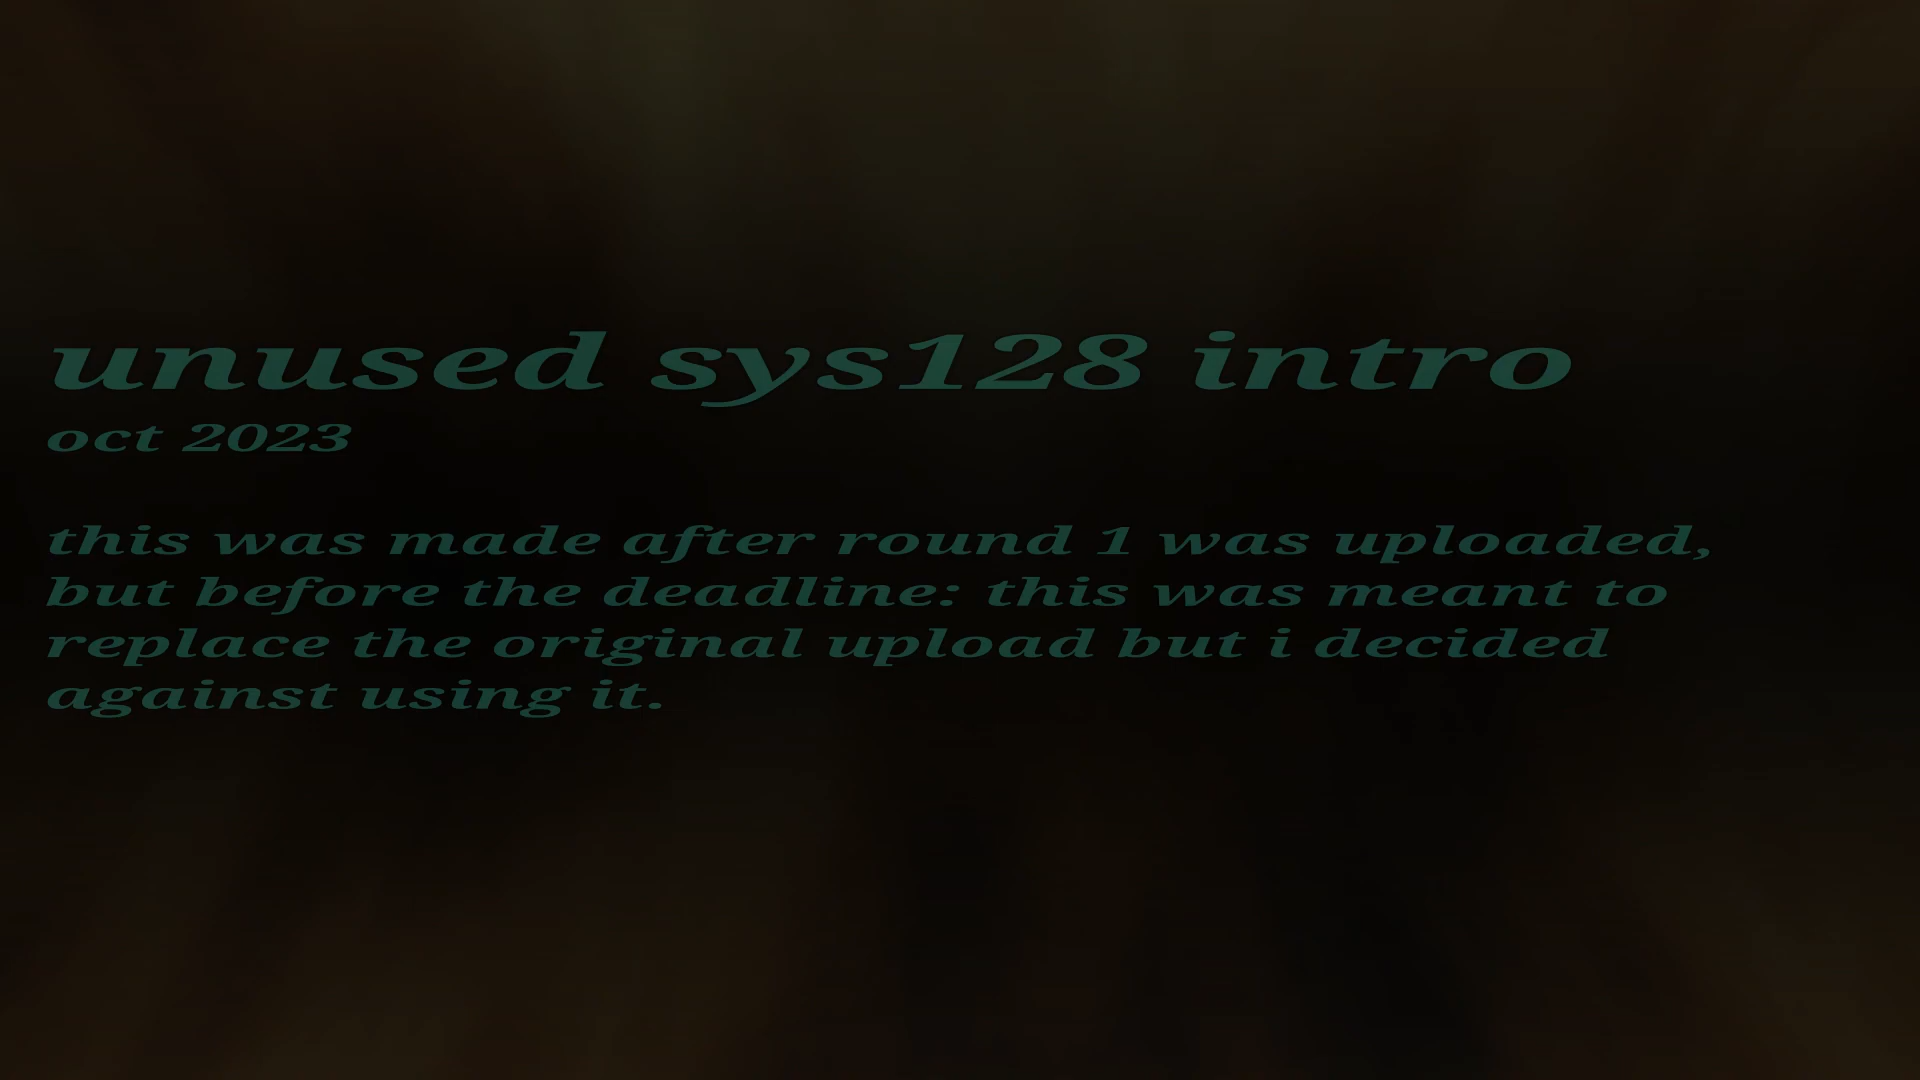 unused sys128 intro
oct 2023
this was made after round 1 was uploaded,
but before the deadline: this was meant to
replace the original upload but i decided
against using it.